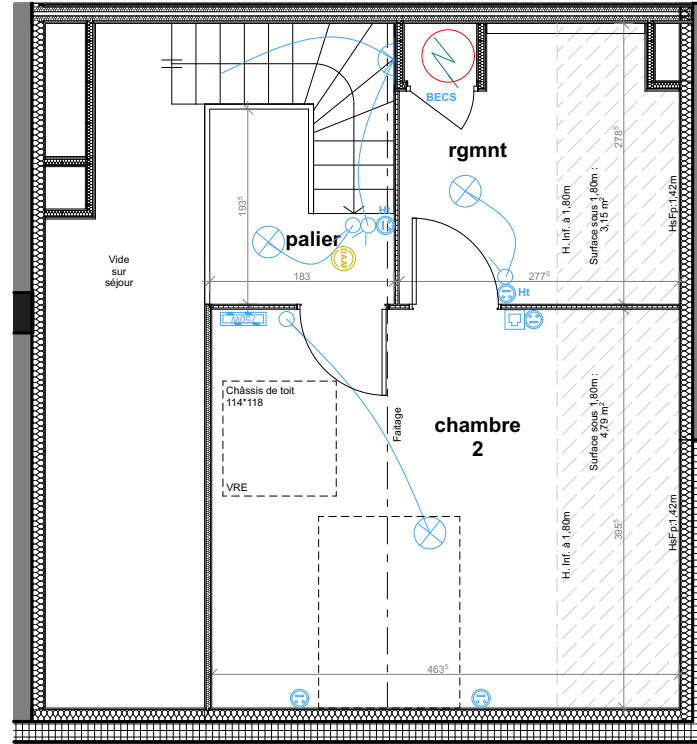 BECS
rgmnt
278⁵
H. Inf. à 1,80m
Surface sous 1,80m :
3,15 m²
HsFp:1,42m
193⁵
Ht
palier
DAAF
Vide
sur
séjour
183
277⁵
Ht
750W
Châssis de toit
114*118
VRE
Faitage
chambre
2
Surface sous 1,80m :
4,79 m²
H. Inf. à 1,80m
395⁵
HsFp:1,42m
463⁵